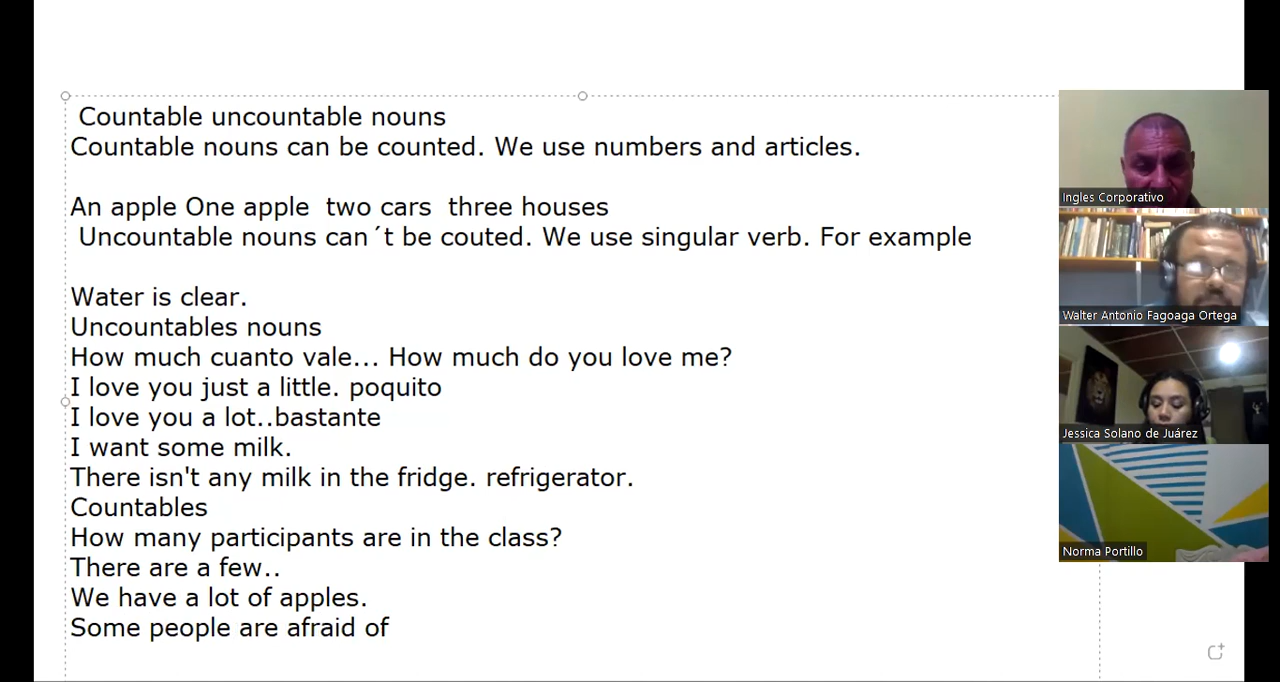 Countable uncountable nouns
Countable nouns can be counted. We use numbers and articles.
An apple One apple  two cars  three houses
Uncountable nouns can´t be couted. We use singular verb. For example
Water is clear.
Uncountables nouns
How much cuanto vale... How much do you love me?
I love you just a little. poquito
I love you a lot..bastante
I want some milk.
There isn't any milk in the fridge. refrigerator.
Countables
How many participants are in the class?
There are a few..
We have a lot of apples.
Some people are afraid of
Ingles Corporativo
Walter Antonio Fagoaga Ortega
Jessica Solano de Juárez
Norma Portillo